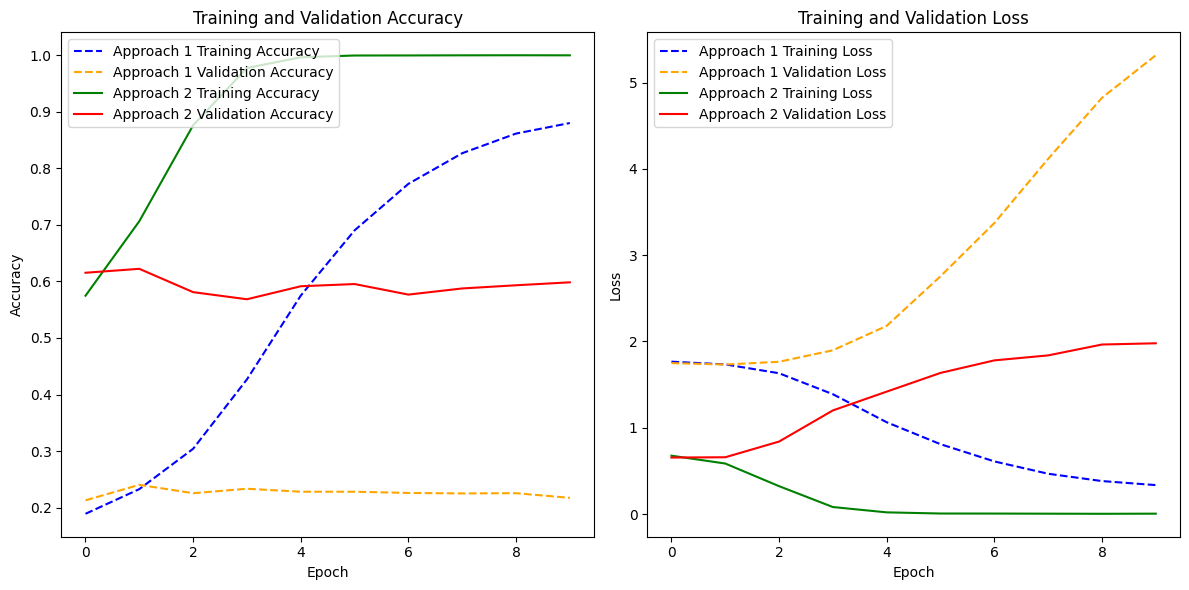 Training and Validation Accuracy
Approach 1 Training Accuracy
Approach 1 Validation Accuracy
Approach 2 Training Accuracy
Approach 2 Validation Accuracy
1.0
0.9
0.8
0.7
0.6
0.5
0.4
0.3
0.2
Accuracy
0 2 4 6 8
Epoch
Training and Validation Loss
Approach 1 Training Loss
Approach 1 Validation Loss
Approach 2 Training Loss
Approach 2 Validation Loss
5
4
3
2
1
0
Loss
0 2 4 6 8
Epoch